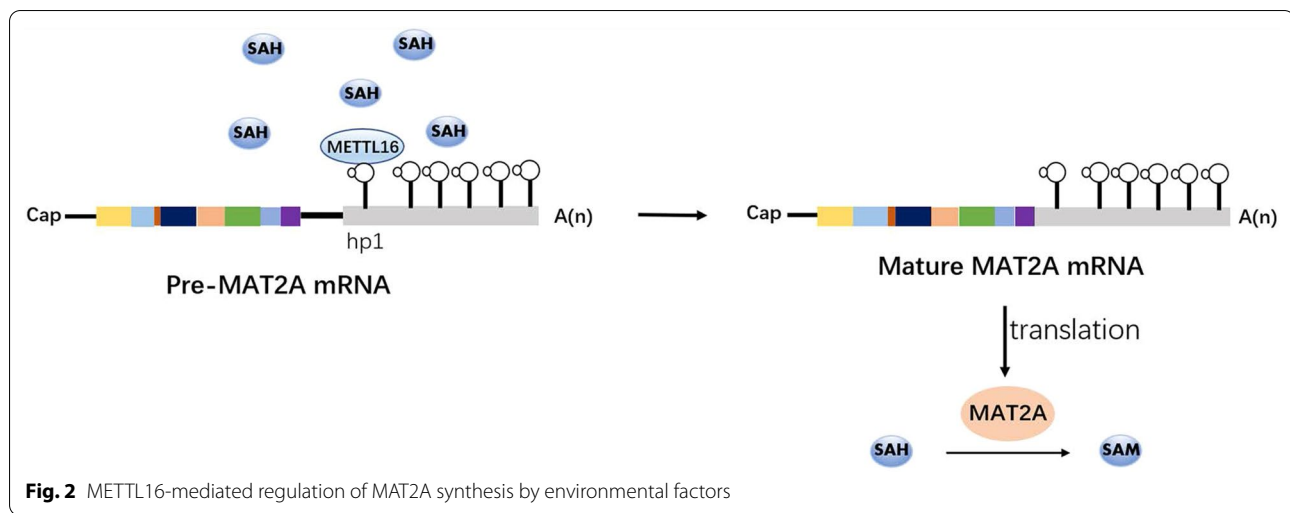 SAH
SAH
SAH
SAH
SAH
METTL16
Cap
A(n)
hp1
Pre-MAT2A mRNA
Cap
A(n)
Mature MAT2A mRNA
translation
MAT2A
SAH
SAM
Fig. 2 METTL16-mediated regulation of MAT2A synthesis by environmental factors